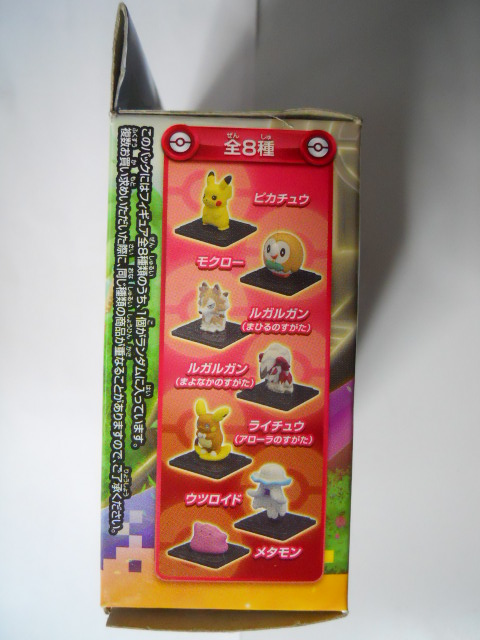 全8種
ぜん しゅ
ピカチュウ
モクロー
ルガルガン
(まひるのすがた)
ルガルガン
(まよなかのすがた)
ライチュウ
(アローラのすがた)
ウツロイド
メタモン
このパックにはフィギュア全8種類のうち、1個がランダムに入っています。
複数お買い求めいただいた際に、同じ種類の商品が重なることがありますので、ご了承ください。